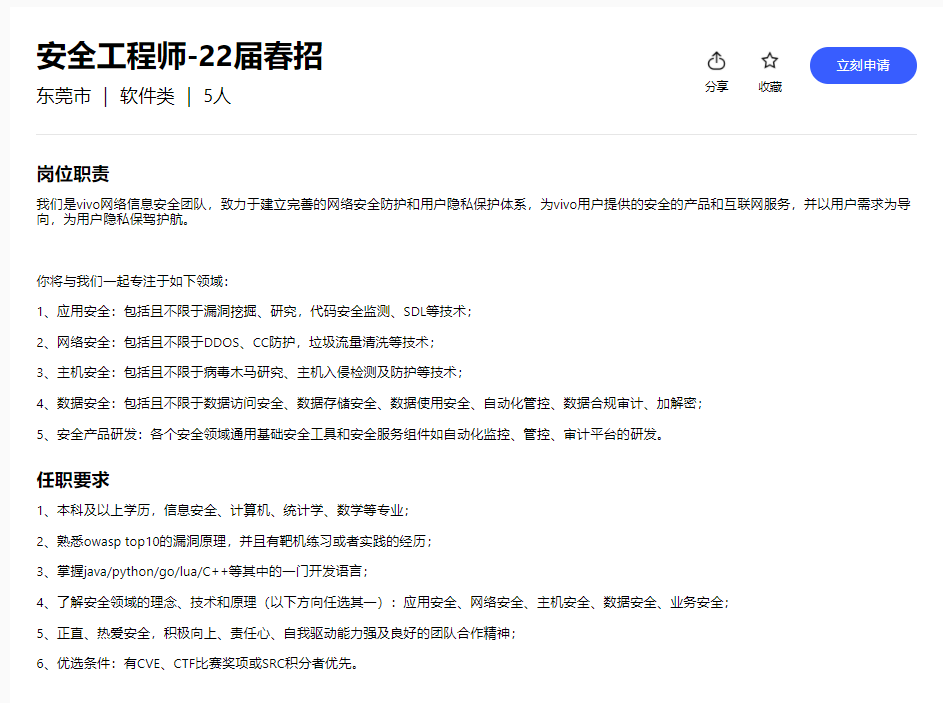 安全工程师-22届春招
分享
收藏
立刻申请
东莞市 | 软件类 | 5人
岗位职责
我们是vivo网络信息安全团队，致力于建立完善的网络安全防护和用户隐私保护体系，为vivo用户提供的安全的产品和互联网服务，并以用户需求为导
向，为用户隐私保驾护航。
你将与我们一起专注于如下领域：
1、应用安全：包括且不限于漏洞挖掘、研究，代码安全监测、SDL等技术；
2、网络安全：包括且不限于DDOS、CC防护，垃圾流量清洗等技术；
3、主机安全：包括且不限于病毒木马研究、主机入侵检测及防护等技术；
4、数据安全：包括且不限于数据访问安全、数据存储安全、数据使用安全、自动化管控、数据合规审计、加解密；
5、安全产品研发：各个安全领域通用基础安全工具和安全服务组件如自动化监控、管控、审计平台的研发。
任职要求
1、本科及以上学历，信息安全、计算机、统计学、数学等专业；
2、熟悉owasp top10的漏洞原理，并且有靶机练习或者实践的经历；
3、掌握java/python/go/lua/C++等其中的一门开发语言；
4、了解安全领域的理念、技术和原理（以下方向任选其一）：应用安全、网络安全、主机安全、数据安全、业务安全；
5、正直、热爱安全，积极向上、责任心、自我驱动能力强及良好的团队合作精神；
6、优选条件：有CVE、CTF比赛奖项或SRC积分者优先。